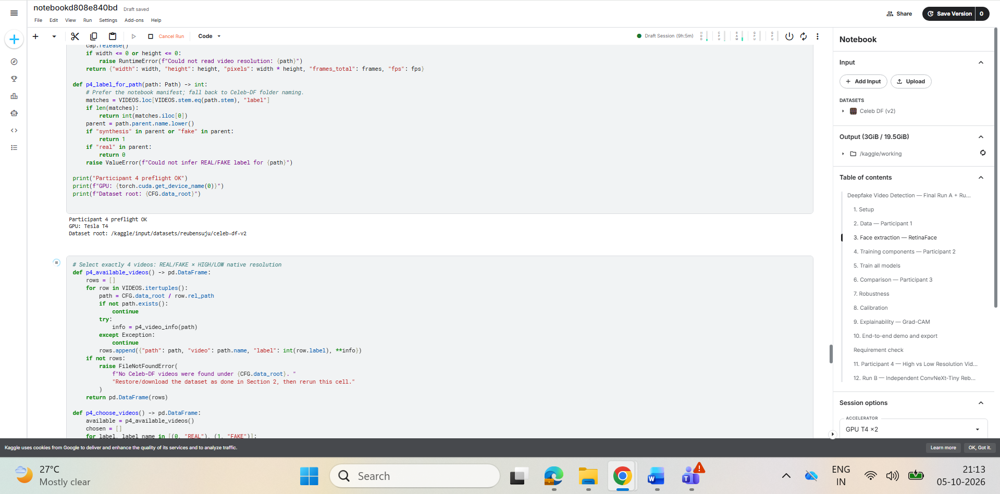 notebookd808e840bd
Draft saved
File Edit View Run Settings Add-ons Help
Share
Save Version 0
Cancel Run
Code
Draft Session (9h:5m)
HDD
CPU
RAM
GPU
GPU
cap.release()
if width <= 0 or height <= 0:
raise RuntimeError(f"Could not read video resolution: {path}")
return {"width": width, "height": height, "pixels": width * height, "frames_total": frames, "fps": fps}
def p4_label_for_path(path: Path) -> int:
# Prefer the notebook manifest; fall back to Celeb-DF folder naming.
matches = VIDEOS.loc[VIDEOS.stem.eq(path.stem), "label"]
if len(matches):
return int(matches.iloc[0])
parent = path.parent.name.lower()
if "synthesis" in parent or "fake" in parent:
return 1
if "real" in parent:
return 0
raise ValueError(f"Could not infer REAL/FAKE label for {path}")
print("Participant 4 preflight OK")
print(f"GPU: {torch.cuda.get_device_name(0)}")
print(f"Dataset root: {CFG.data_root}")
Participant 4 preflight OK
GPU: Tesla T4
Dataset root: /kaggle/input/datasets/reubensuju/celeb-df-v2
# Select exactly 4 videos: REAL/FAKE × HIGH/LOW native resolution
def p4_available_videos() -> pd.DataFrame:
rows = []
for row in VIDEOS.itertuples():
path = CFG.data_root / row.rel_path
if not path.exists():
continue
try:
info = p4_video_info(path)
except Exception:
continue
rows.append({"path": path, "video": path.name, "label": int(row.label), **info})
if not rows:
raise FileNotFoundError(
f"No Celeb-DF videos were found under {CFG.data_root}. "
"Restore/download the dataset as done in Section 2, then rerun this cell."
)
return pd.DataFrame(rows)
def p4_choose_videos() -> pd.DataFrame:
available = p4_available_videos()
chosen = []
for label, label_name in [(0, "REAL"), (1, "FAKE")]:
Notebook
Input
Add Input
Upload
DATASETS
Celeb DF (v2)
Output (3GiB / 19.5GiB)
/kaggle/working
Table of contents
Deepfake Video Detection — Final Run A + Ru...
1. Setup
2. Data — Participant 1
3. Face extraction — RetinaFace
4. Training components — Participant 2
5. Train all models
6. Comparison — Participant 3
7. Robustness
8. Calibration
9. Explainability — Grad-CAM
10. End-to-end demo and export
Requirement check
11. Participant 4 — High vs Low Resolution Vid...
12. Run B — Independent ConvNeXt-Tiny Reb...
Session options
ACCELERATOR
GPU T4 ×2
Kaggle uses cookies from Google to deliver and enhance the quality of its services and to analyze traffic.
Learn more
OK, Got it.
27°C
Mostly clear
Search
W
T
ENG
IN
21:13
05-10-2026